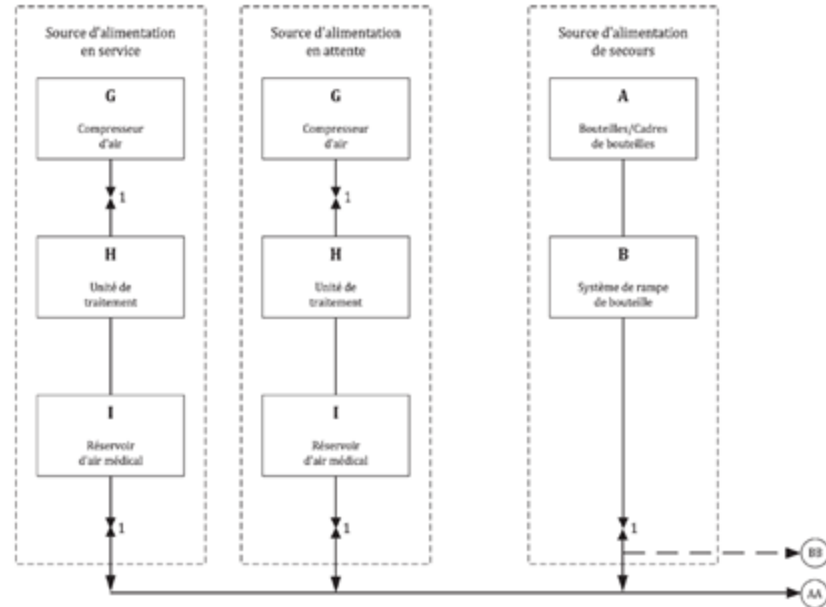 Source d'alimentation
en service
G
Compresseur
d'air
1
H
Unité de
traitement
I
Réservoir
d'air médical
1
Source d'alimentation
en attente
G
Compresseur
d'air
1
H
Unité de
traitement
I
Réservoir
d'air médical
1
Source d'alimentation
de secours
A
Bouteilles/Cadres
de bouteilles
B
Système de rampe
de bouteille
1
BB
AA